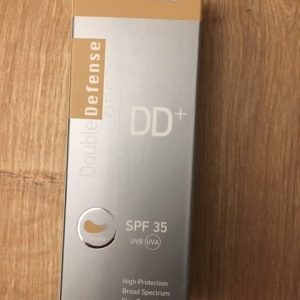 Double Defense
DD+
SPF 35
UVB UVA
High Protection
Broad Spectrum